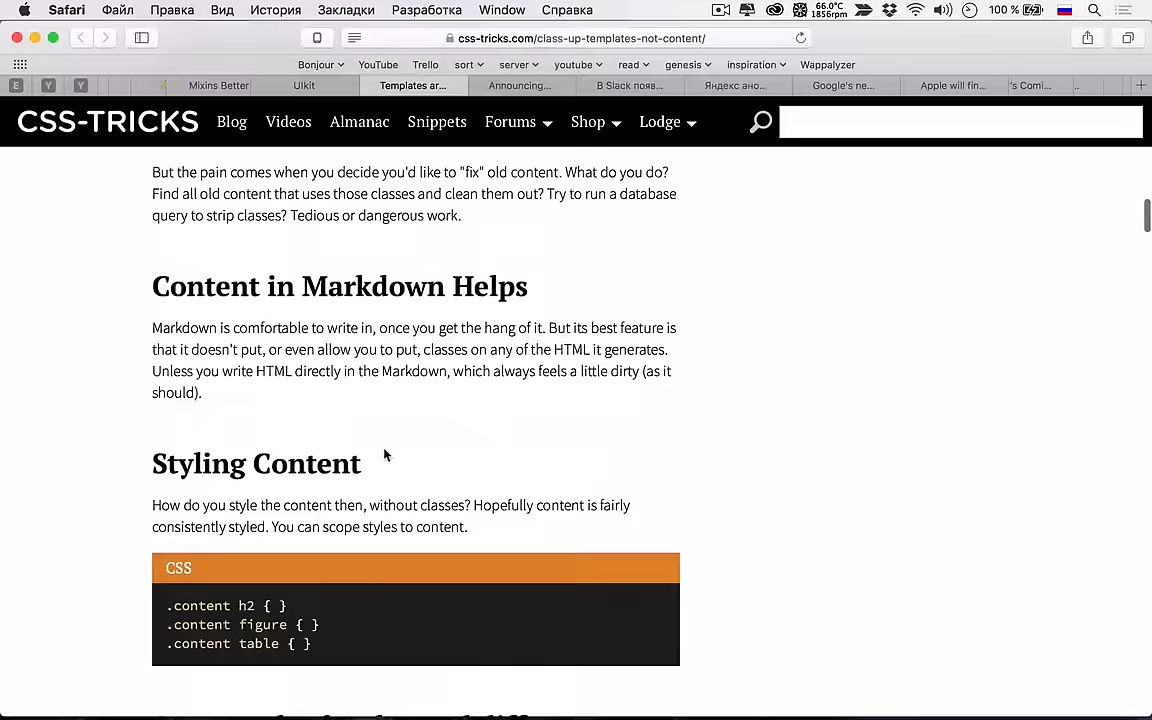 Safari Файл Правка Вид История Закладки Разработка Window Справка 66.0°C 1856rpm 100 %
css-tricks.com/class-up-templates-not-content/
Bonjour YouTube Trello sort server youtube read genesis inspiration Wappalyzer
E Y Y Mixins Better UIkit Templates ar... Announcing... В Slack появ... Яндекс ано... Google's ne... Apple will fin... 's Comi... ..
CSS-TRICKS Blog Videos Almanac Snippets Forums Shop Lodge
But the pain comes when you decide you'd like to "fix" old content. What do you do?
Find all old content that uses those classes and clean them out? Try to run a database
query to strip classes? Tedious or dangerous work.
Content in Markdown Helps
Markdown is comfortable to write in, once you get the hang of it. But its best feature is
that it doesn't put, or even allow you to put, classes on any of the HTML it generates.
Unless you write HTML directly in the Markdown, which always feels a little dirty (as it
should).
Styling Content
How do you style the content then, without classes? Hopefully content is fairly
consistently styled. You can scope styles to content.
CSS
.content h2 { }
.content figure { }
.content table { }